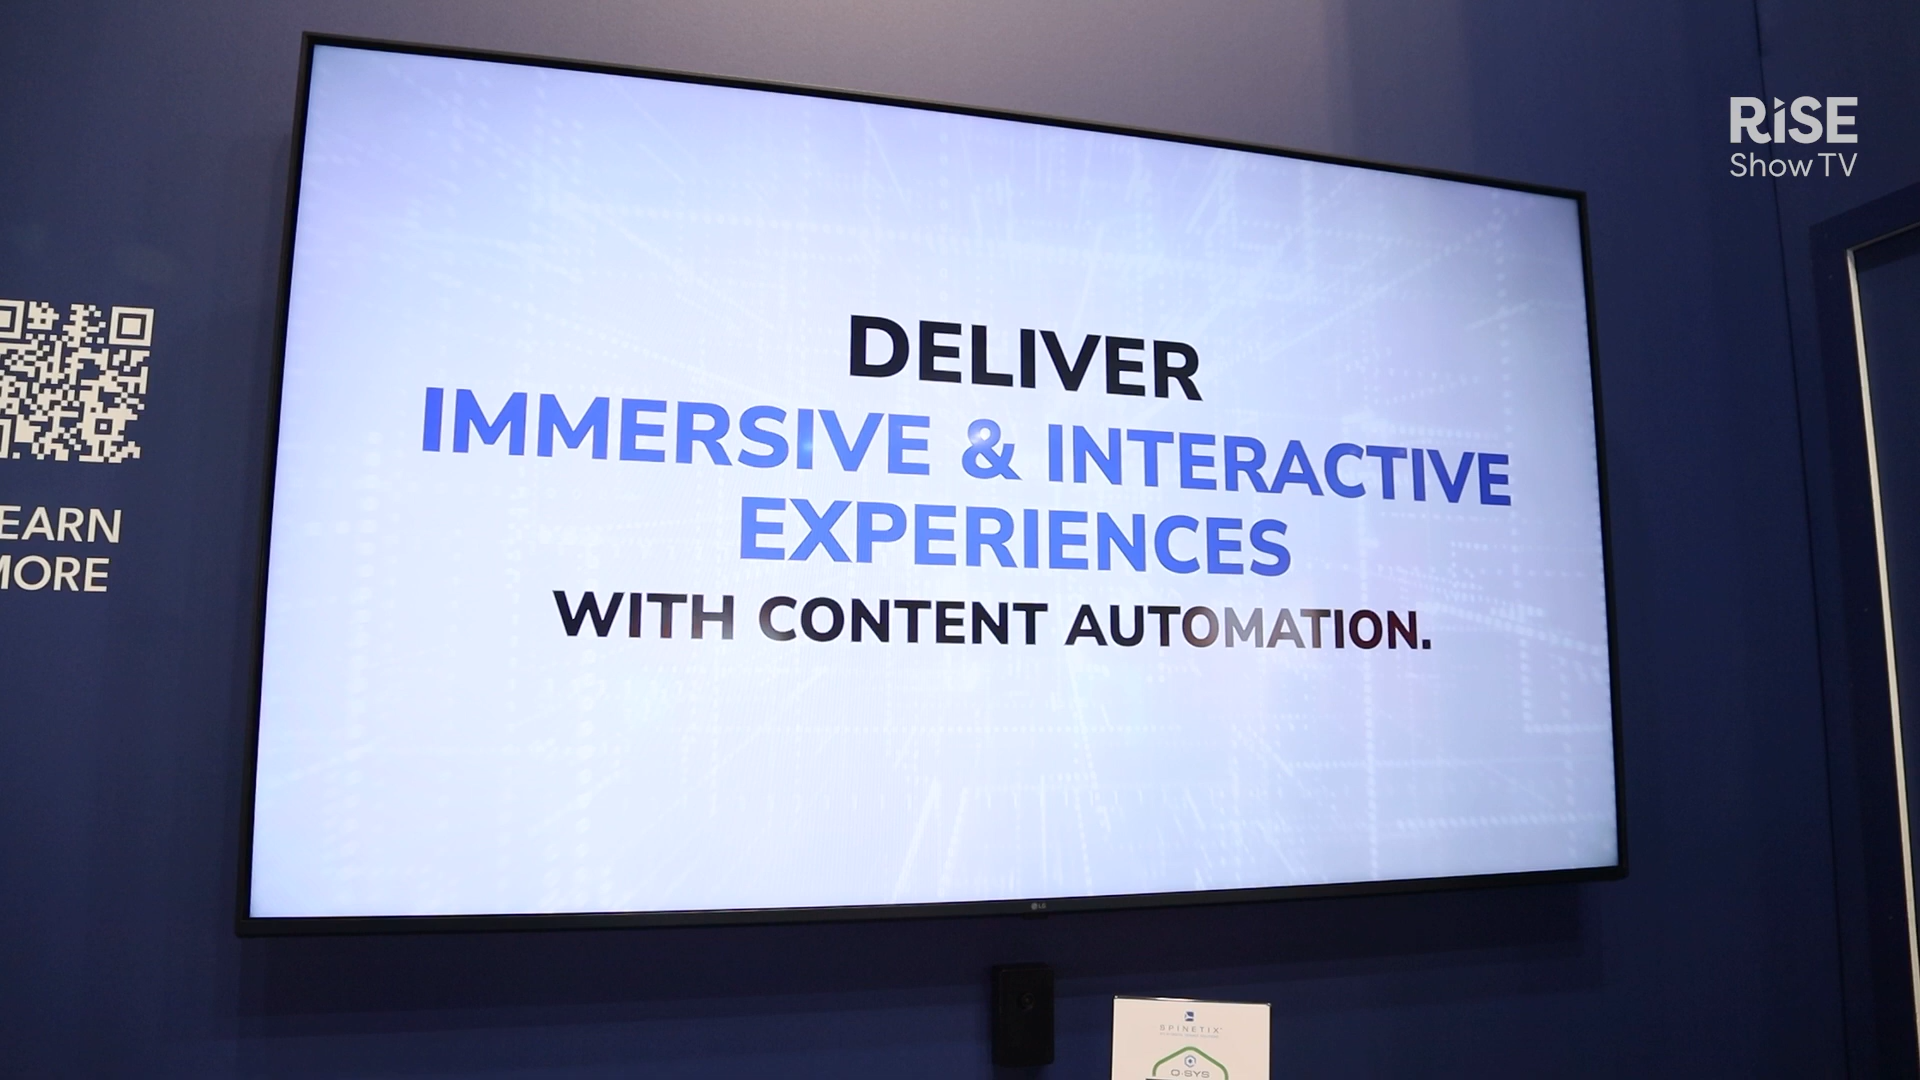 RISE
Show TV
DELIVER
IMMERSIVE & INTERACTIVE
EXPERIENCES
WITH CONTENT AUTOMATION.
EARN
MORE
LG
SPINETIX
Q-SYS